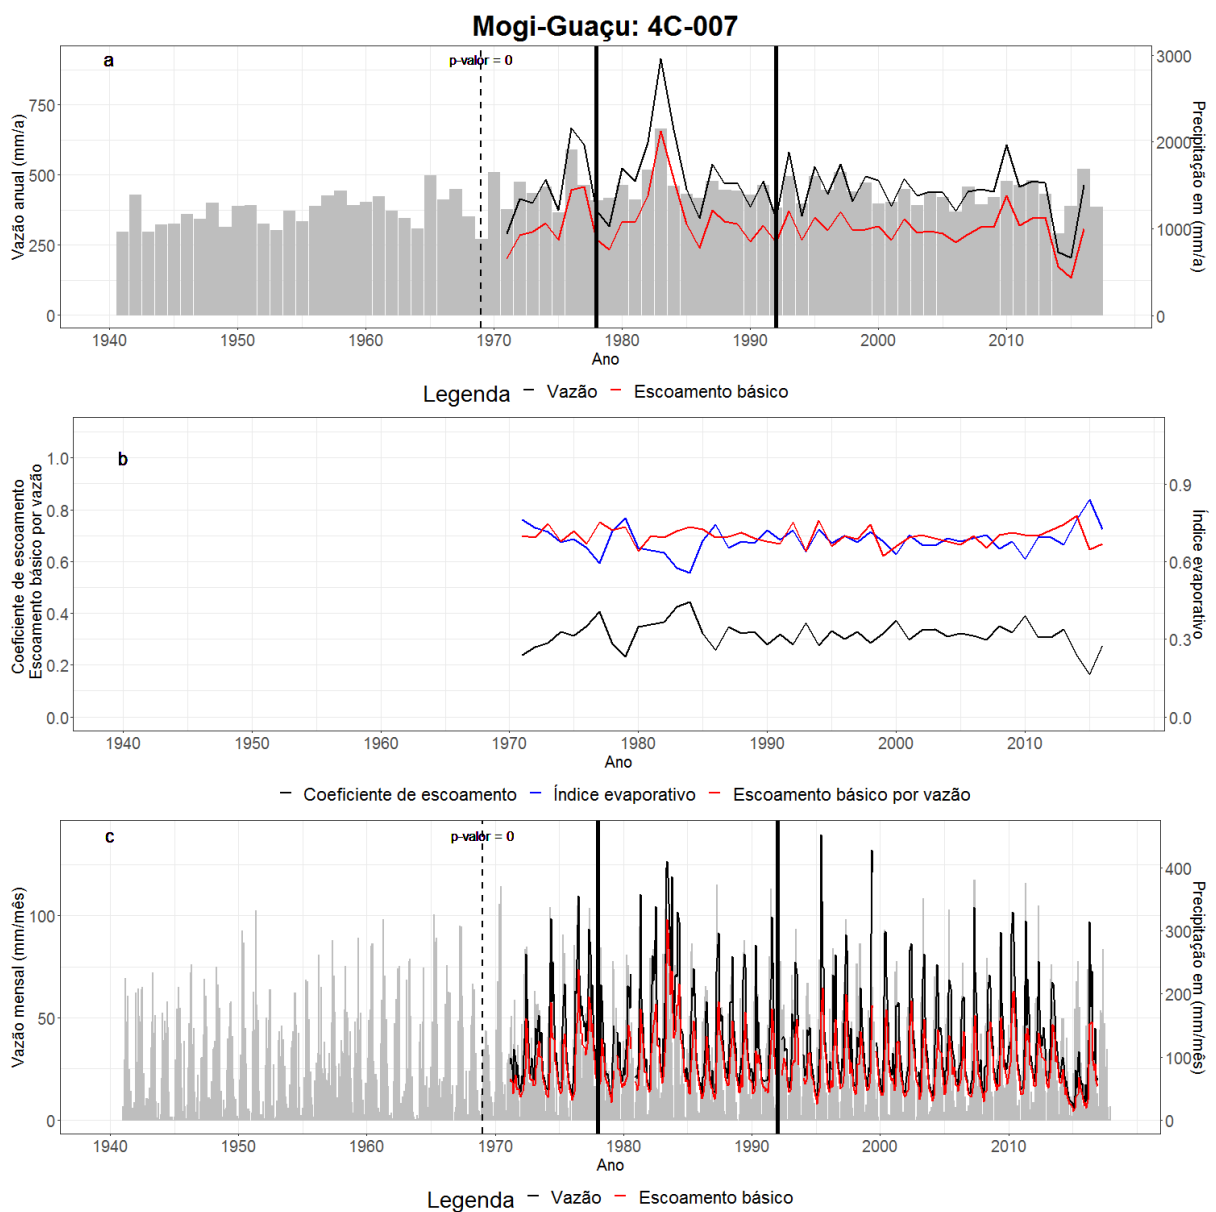 Mogi-Guaçu: 4C-007
a
p-valor = 0
Vazão anual (mm/a)
750
500
250
0
3000
2000
1000
0
Precipitação em (mm/a)
1940 1950 1960 1970 1980 1990 2000 2010
Ano
Legenda Vazão Escoamento básico
b
Coeficiente de escoamento
Escoamento básico por vazão
1.0
0.8
0.6
0.4
0.2
0.0
0.9
0.6
0.3
0.0
Índice evaporativo
1940 1950 1960 1970 1980 1990 2000 2010
Ano
Coeficiente de escoamento Índice evaporativo Escoamento básico por vazão
c
p-valor = 0
Vazão mensal (mm/mês)
100
50
0
400
300
200
100
0
Precipitação em (mm/mês)
1940 1950 1960 1970 1980 1990 2000 2010
Ano
Legenda Vazão Escoamento básico